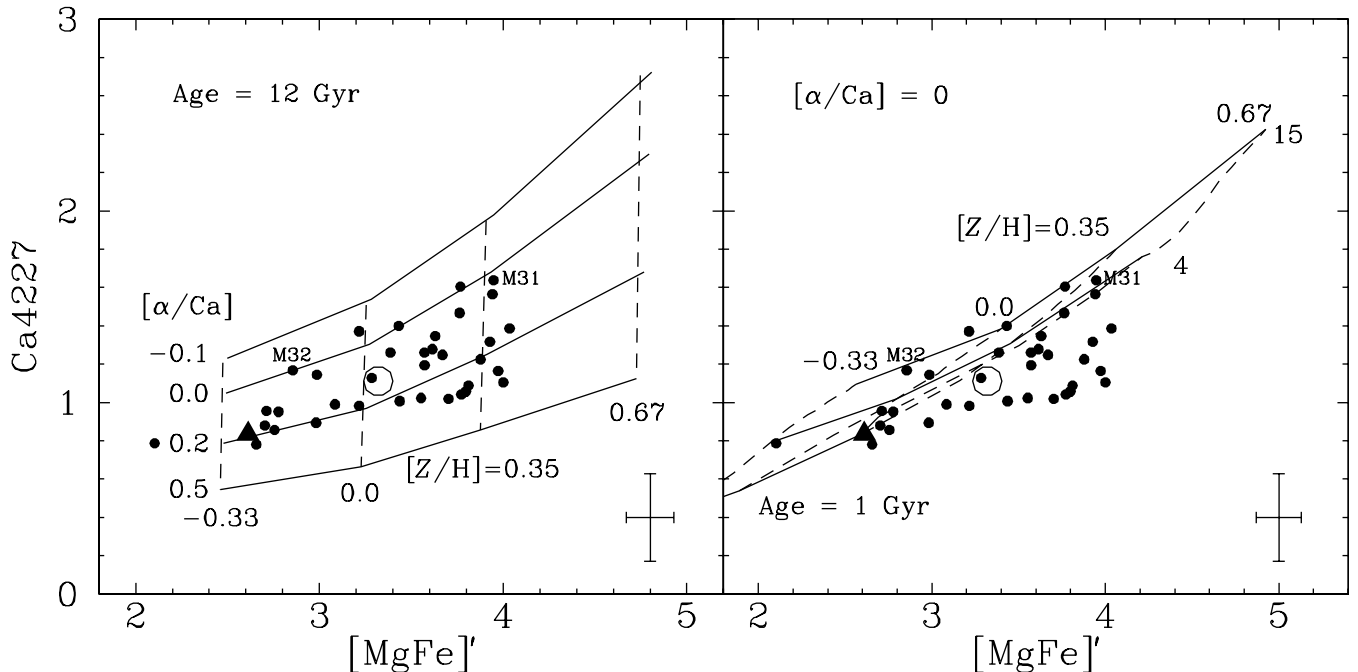 3
2
1
0
Ca4227
Age = 12 Gyr
[α/Ca]
−0.1
0.0
0.2
0.5
−0.33
M32
M31
0.67
[Z/H]=0.35
0.0
2 3 4 5
[MgFe]′
[α/Ca] = 0
0.67
15
[Z/H]=0.35
4
M31
0.0
−0.33
M32
Age = 1 Gyr
2 3 4 5
[MgFe]′